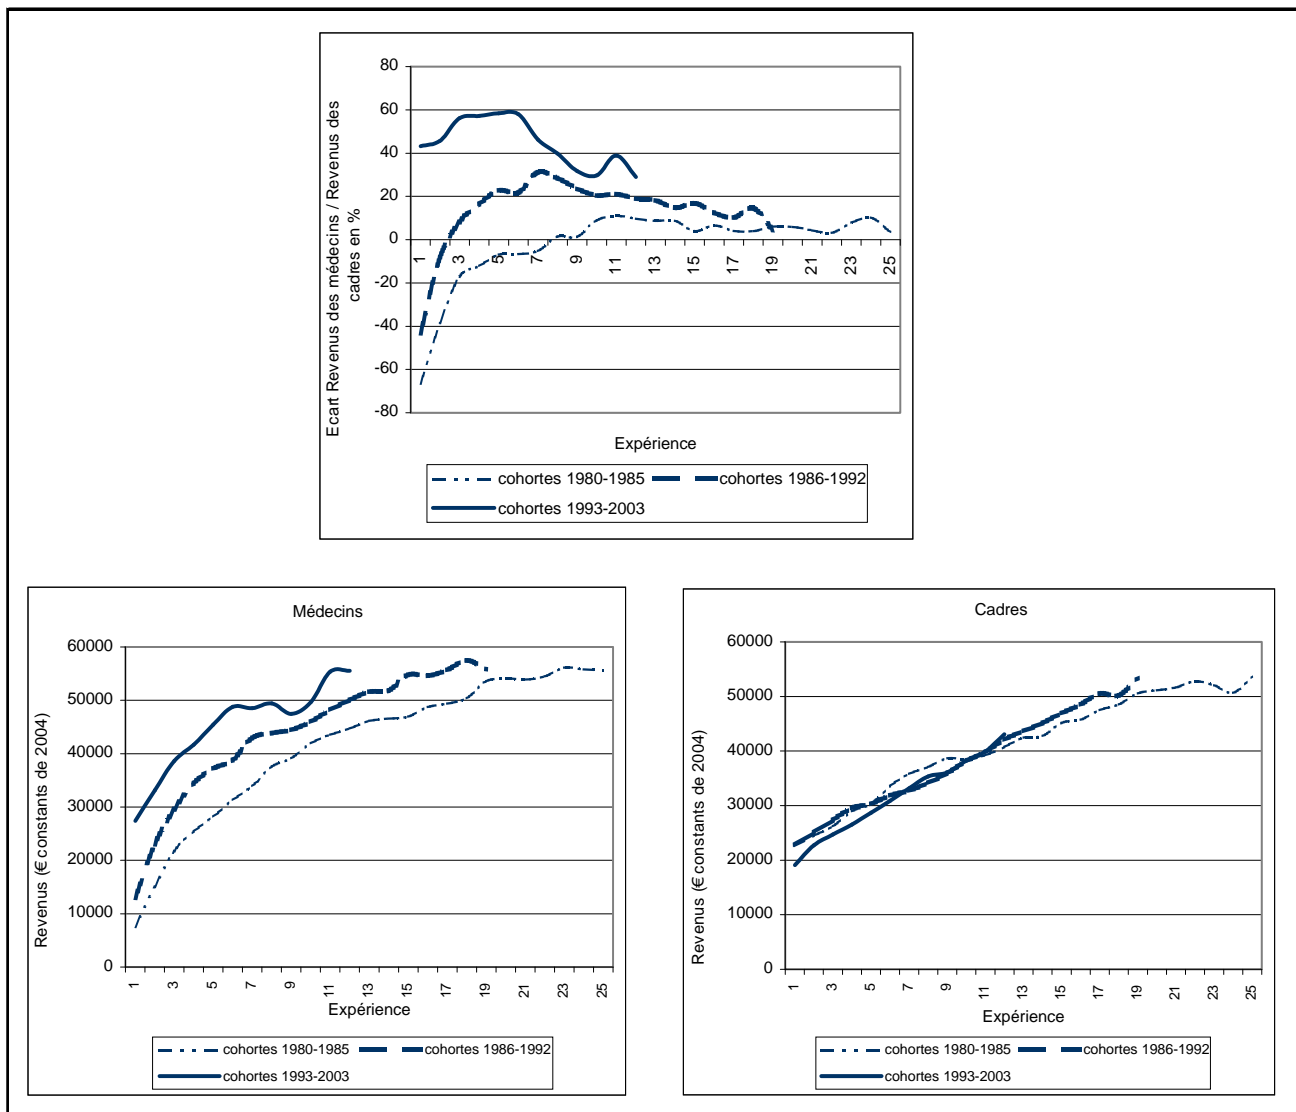 80
60
40
20
0
-20
-40
-60
-80
Ecart Revenus des médecins / Revenus des
cadres en %
1 3 5 7 9 11 13 15 17 19 21 23 25
Expérience
cohortes 1980-1985 cohortes 1986-1992
cohortes 1993-2003
Médecins
60000
50000
40000
30000
20000
10000
0
Revenus (€ constants de 2004)
1 3 5 7 9 11 13 15 17 19 21 23 25
Expérience
cohortes 1980-1985 cohortes 1986-1992
cohortes 1993-2003
Cadres
60000
50000
40000
30000
20000
10000
0
Revenus (€ constants de 2004)
1 3 5 7 9 11 13 15 17 19 21 23 25
Expérience
cohortes 1980-1985 cohortes 1986-1992
cohortes 1993-2003